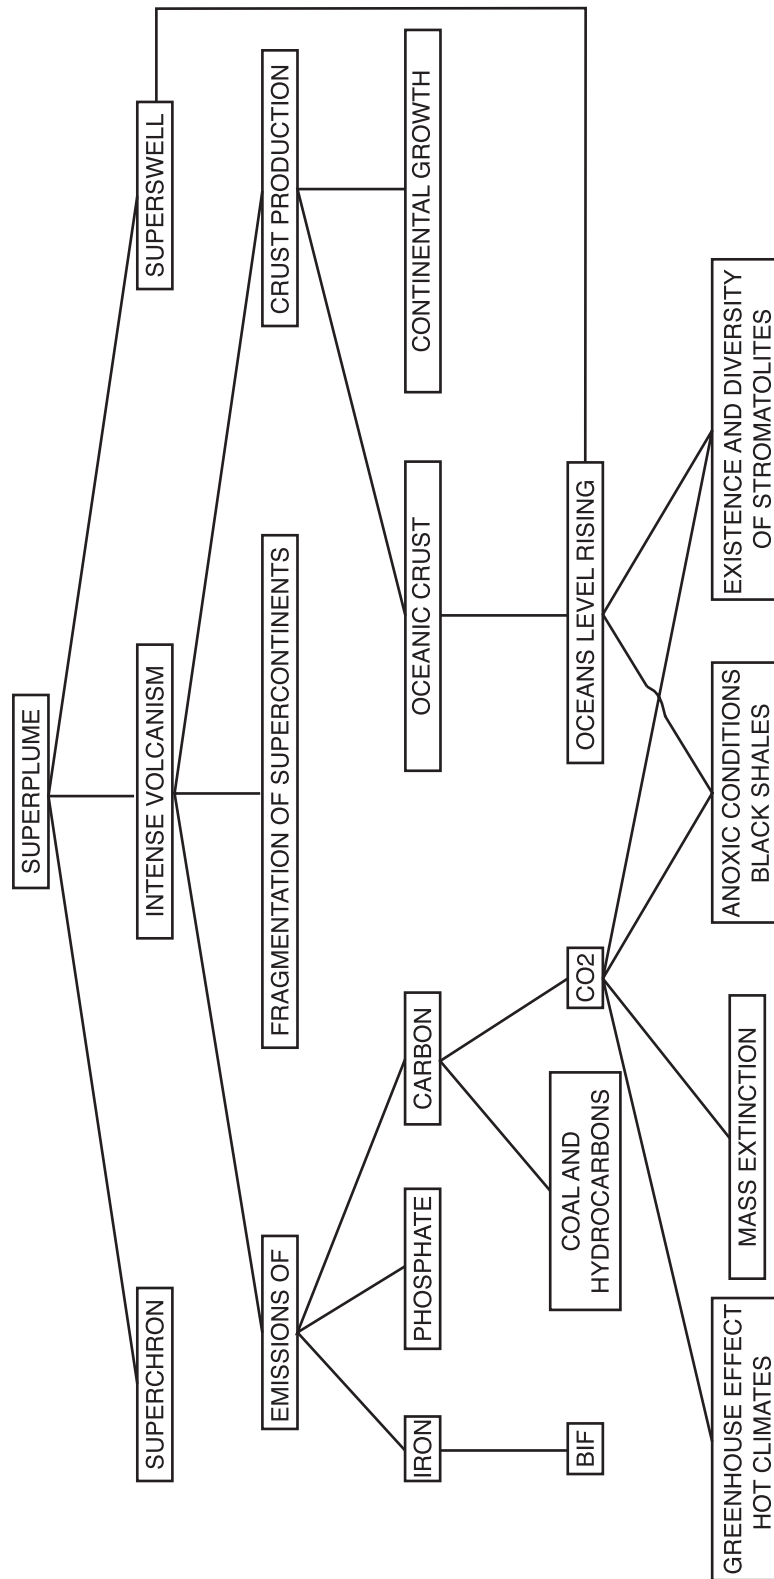 SUPERPLUME
SUPERCHRON
INTENSE VOLCANISM
SUPERSWELL
EMISSIONS OF
FRAGMENTATION OF SUPERCONTINENTS
CRUST PRODUCTION
IRON
PHOSPHATE
CARBON
OCEANIC CRUST
CONTINENTAL GROWTH
BIF
COAL AND
HYDROCARBONS
CO2
OCEANS LEVEL RISING
GREENHOUSE EFFECT
HOT CLIMATES
MASS EXTINCTION
ANOXIC CONDITIONS
BLACK SHALES
EXISTENCE AND DIVERSITY
OF STROMATOLITES